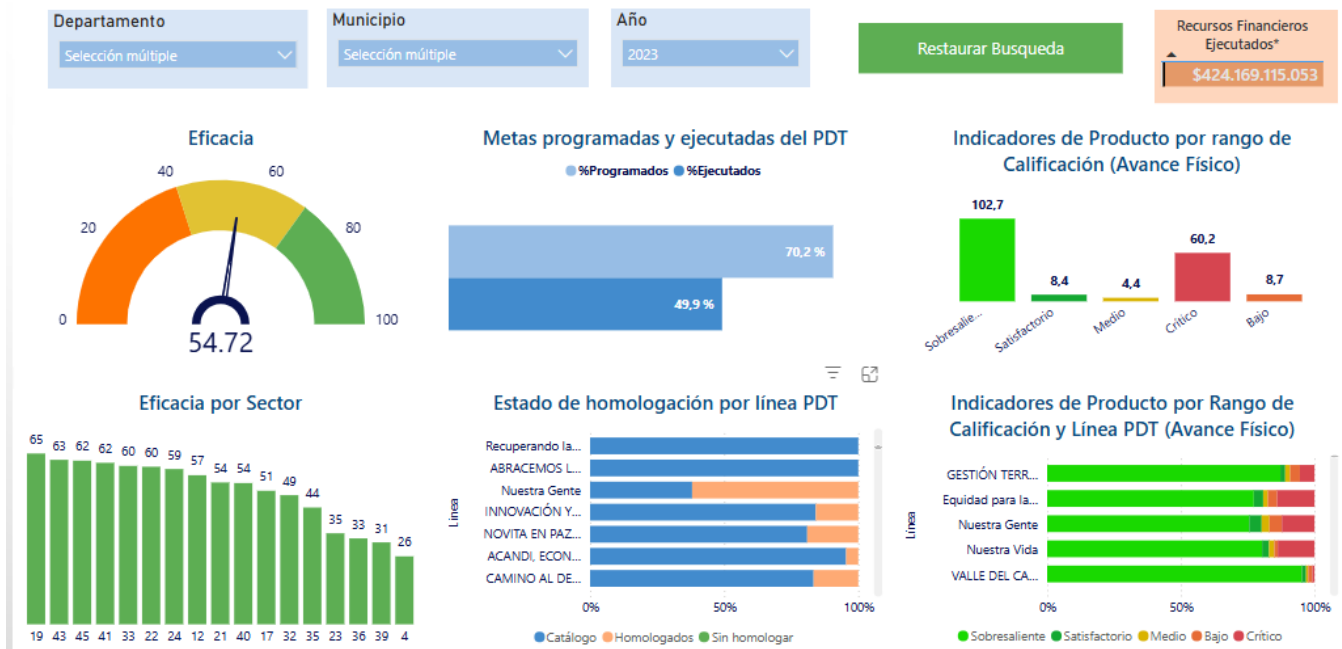 Departamento
Selección múltiple
Municipio
Selección múltiple
Año
2023
Restaurar Busqueda
Recursos Financieros
Ejecutados*
$424.169.115.053
Eficacia
0
20
40
60
80
100
54.72
Metas programadas y ejecutadas del PDT
%Programados %Ejecutados
70,2 %
49,9 %
Indicadores de Producto por rango de
Calificación (Avance Físico)
102,7
8,4
4,4
60,2
8,7
Sobresalie...
Satisfactorio
Medio
Crítico
Bajo
Eficacia por Sector
65 63 62 62 60 60 59 57 54 54 51 49 44 35 33 31 26
19 43 45 41 33 22 24 12 21 40 17 32 35 23 36 39 4
Estado de homologación por línea PDT
Línea
Recuperando la...
ABRACEMOS L...
Nuestra Gente
INNOVACIÓN Y...
NOVITA EN PAZ...
ACANDI, ECON...
CAMINO AL DE...
0% 50% 100%
Catálogo Homologados Sin homologar
Indicadores de Producto por Rango de
Calificación y Línea PDT (Avance Físico)
Línea
GESTIÓN TERR...
Equidad para la...
Nuestra Gente
Nuestra Vida
VALLE DEL CA...
0% 50% 100%
Sobresaliente Satisfactorio Medio Bajo Crítico